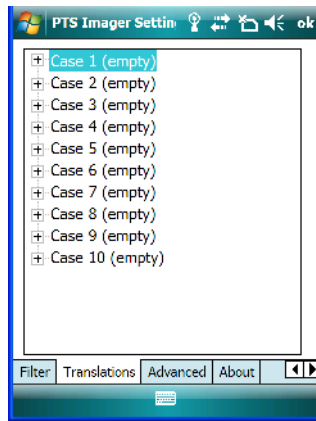 PTS Imager Settin ok
Case 1 (empty)
Case 2 (empty)
Case 3 (empty)
Case 4 (empty)
Case 5 (empty)
Case 6 (empty)
Case 7 (empty)
Case 8 (empty)
Case 9 (empty)
Case 10 (empty)
Filter Translations Advanced About